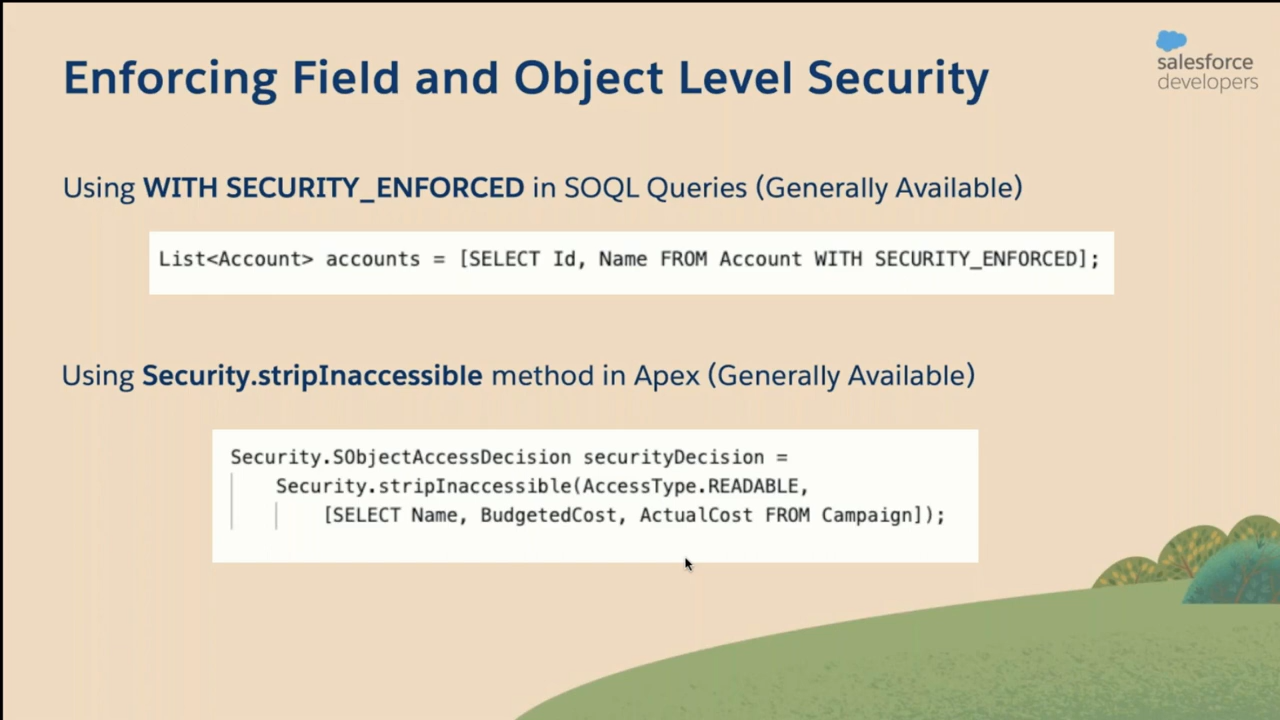 Enforcing Field and Object Level Security
salesforce
developers
Using WITH SECURITY_ENFORCED in SOQL Queries (Generally Available)
List<Account> accounts = [SELECT Id, Name FROM Account WITH SECURITY_ENFORCED];
Using Security.stripInaccessible method in Apex (Generally Available)
Security.SObjectAccessDecision securityDecision =
Security.stripInaccessible(AccessType.READABLE,
[SELECT Name, BudgetedCost, ActualCost FROM Campaign]);